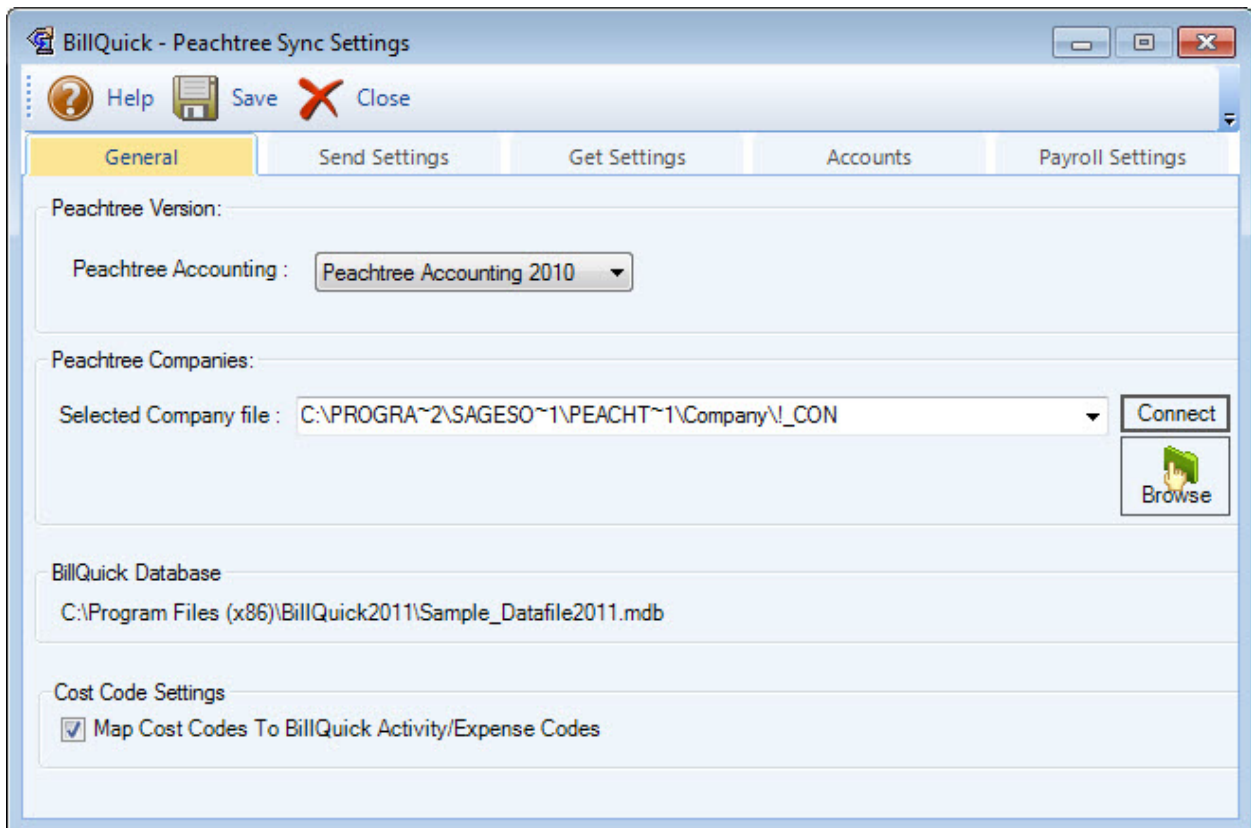 BillQuick - Peachtree Sync Settings
Help Save Close
General Send Settings Get Settings Accounts Payroll Settings
Peachtree Version:
Peachtree Accounting : Peachtree Accounting 2010
Peachtree Companies:
Selected Company file : C:\PROGRA~2\SAGESO~1\PEACHT~1\Company\!_CON Connect
Browse
BillQuick Database
C:\Program Files (x86)\BillQuick2011\Sample_Datafile2011.mdb
Cost Code Settings
Map Cost Codes To BillQuick Activity/Expense Codes